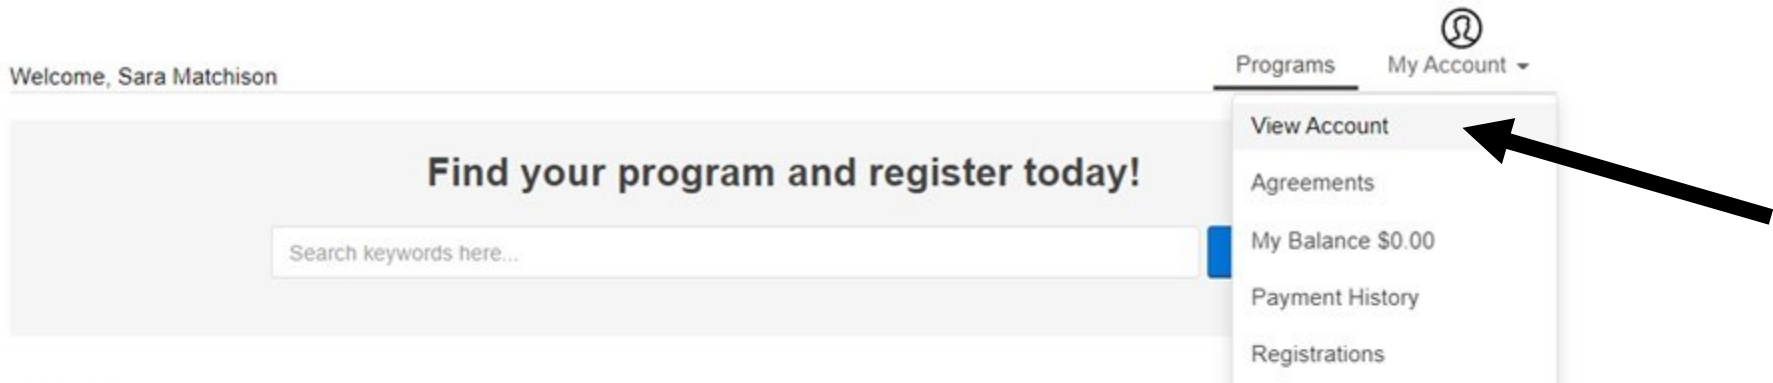 Welcome, Sara Matchison
Programs
My Account
Find your program and register today!
Search keywords here...
View Account
Agreements
My Balance $0.00
Payment History
Registrations